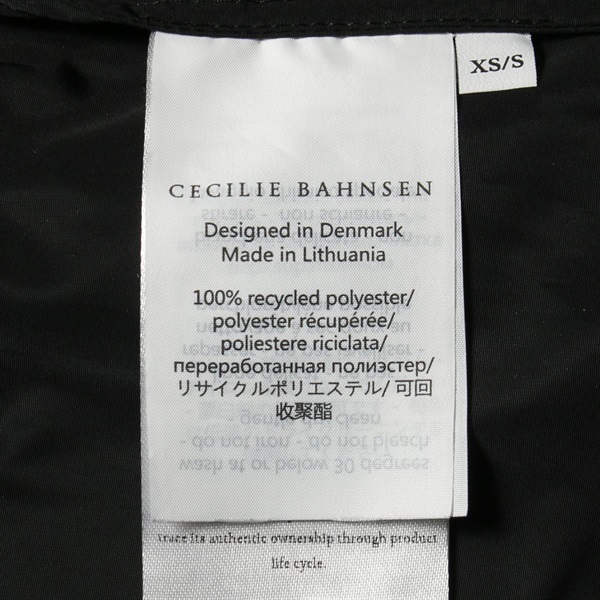 XS/S
CECILIE BAHNSEN
Designed in Denmark
Made in Lithuania
100% recycled polyester/
polyester récupérée/
poliestere riciclata/
переработанная полиэстер/
リサイクルポリエステル/ 可回
收聚酯
trace its authentic ownership through product
life cycle.